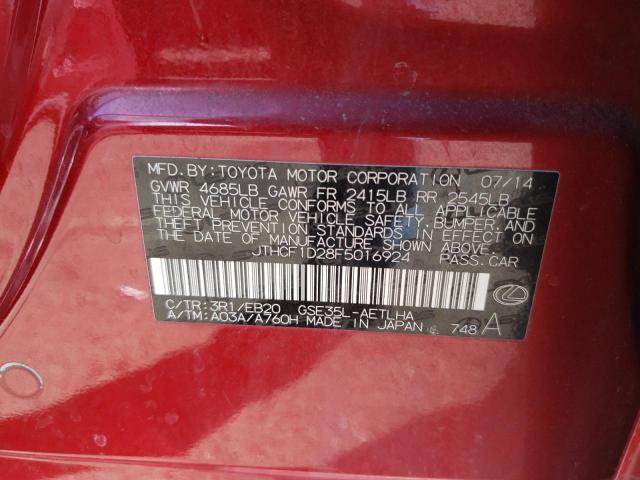 MFD.BY:TOYOTA MOTOR CORPORATION 07/14
GVWR 4685LB GAWR FR 2415LB RR 2545LB
THIS VEHICLE CONFORMS TO ALL APPLICABLE
FEDERAL MOTOR VEHICLE SAFETY, BUMPER, AND
THEFT PREVENTION STANDARDS IN EFFECT ON
THE DATE OF MANUFACTURE SHOWN ABOVE.
JTHCF1D28F5016924 PASS.CAR
C/TR:3R1/EB20 GSE35L-AETLHA
A/TM:A03A/A760H MADE IN JAPAN 748 A